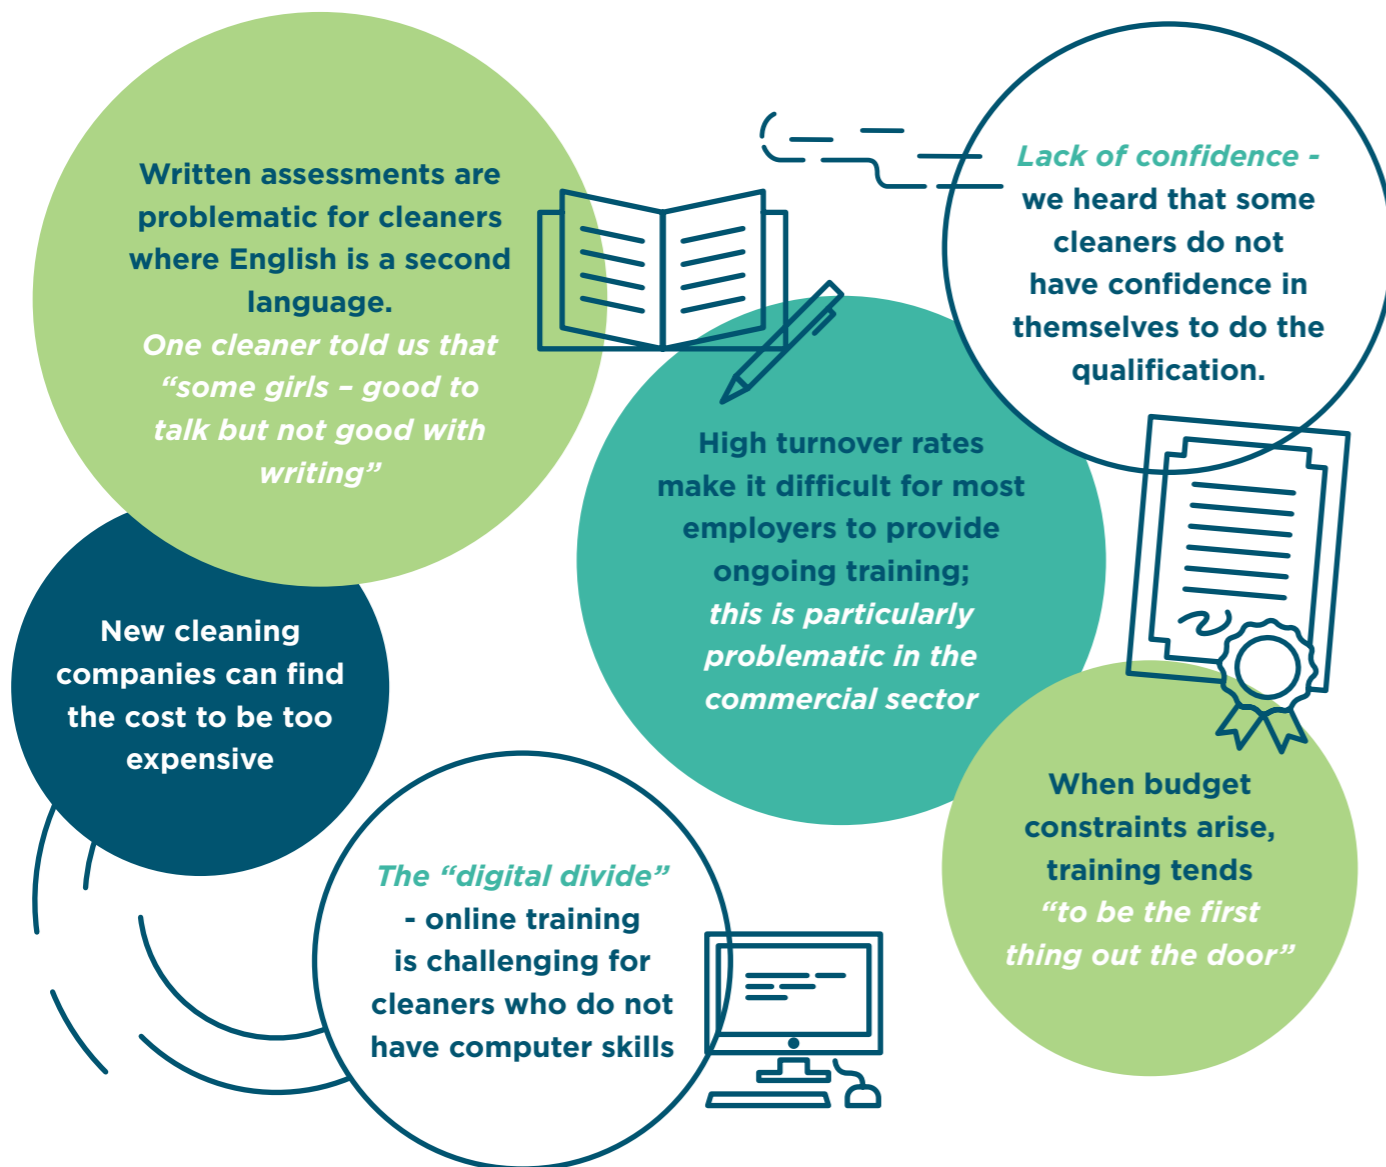 Written assessments are
problematic for cleaners
where English is a second
language.
One cleaner told us that
“some girls – good to
talk but not good with
writing”
Lack of confidence -
we heard that some
cleaners do not
have confidence in
themselves to do the
qualification.
High turnover rates
make it difficult for most
employers to provide
ongoing training;
this is particularly
problematic in the
commercial sector
New cleaning
companies can find
the cost to be too
expensive
When budget
constraints arise,
training tends
“to be the first
thing out the door”
The “digital divide”
- online training
is challenging for
cleaners who do not
have computer skills